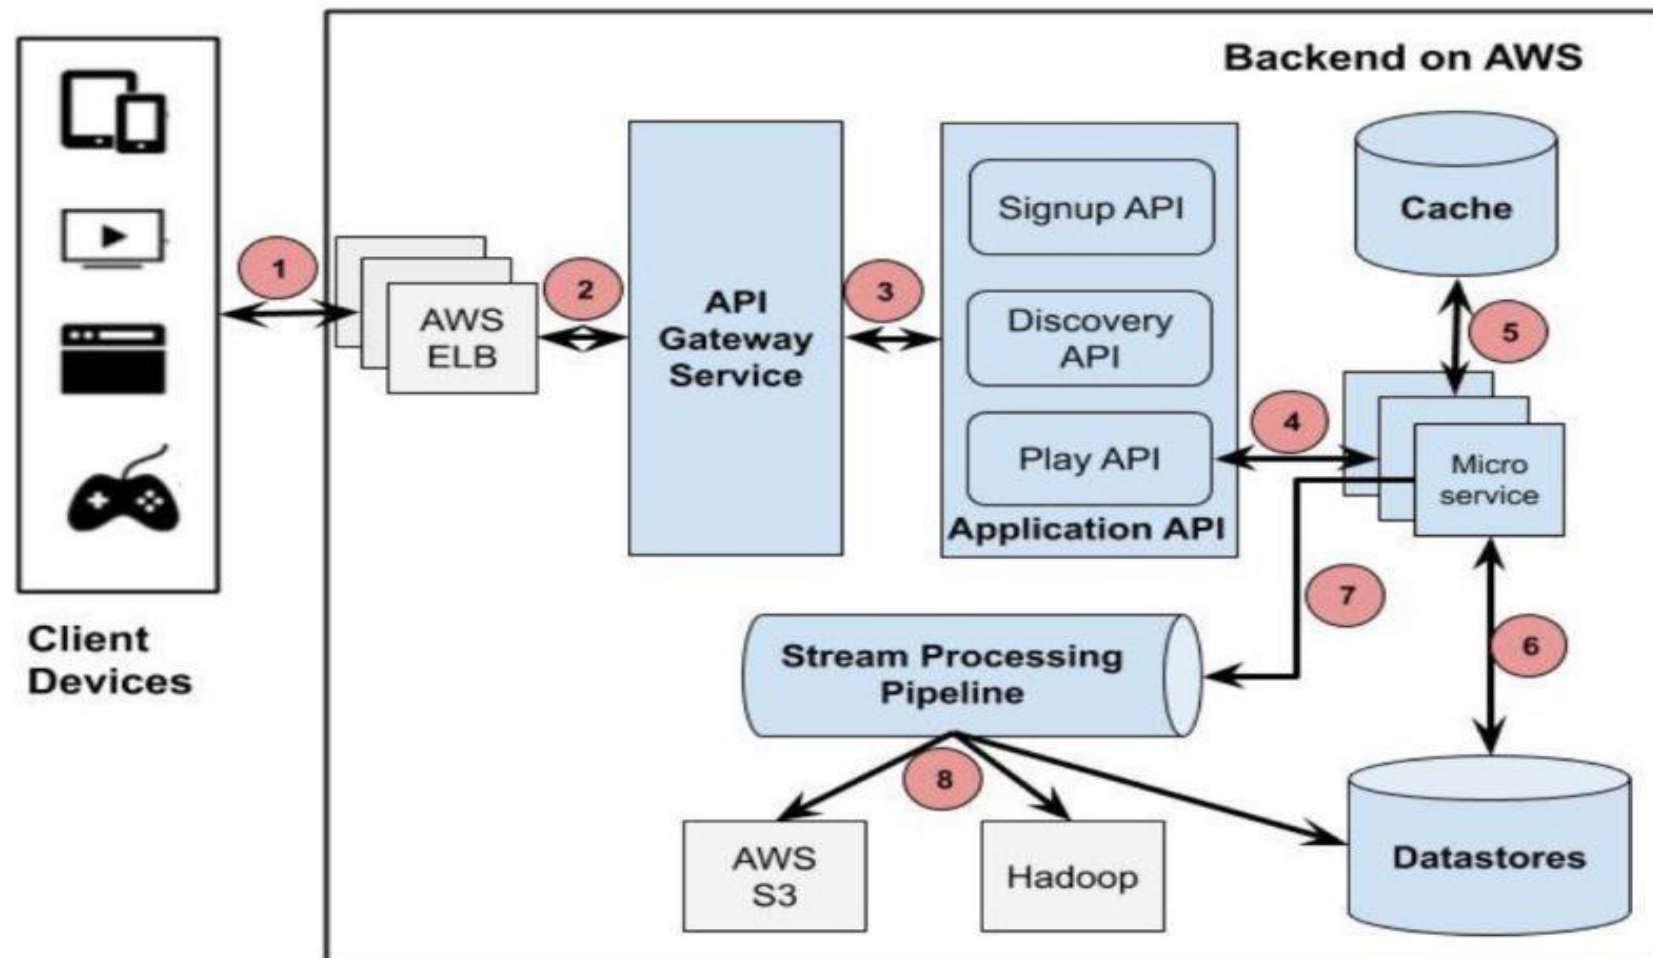 Backend on AWS
Client
Devices
1
AWS
ELB
2
API
Gateway
Service
3
Signup API
Discovery
API
Play API
Application API
4
Cache
5
Micro
service
6
7
Stream Processing
Pipeline
8
AWS
S3
Hadoop
Datastores